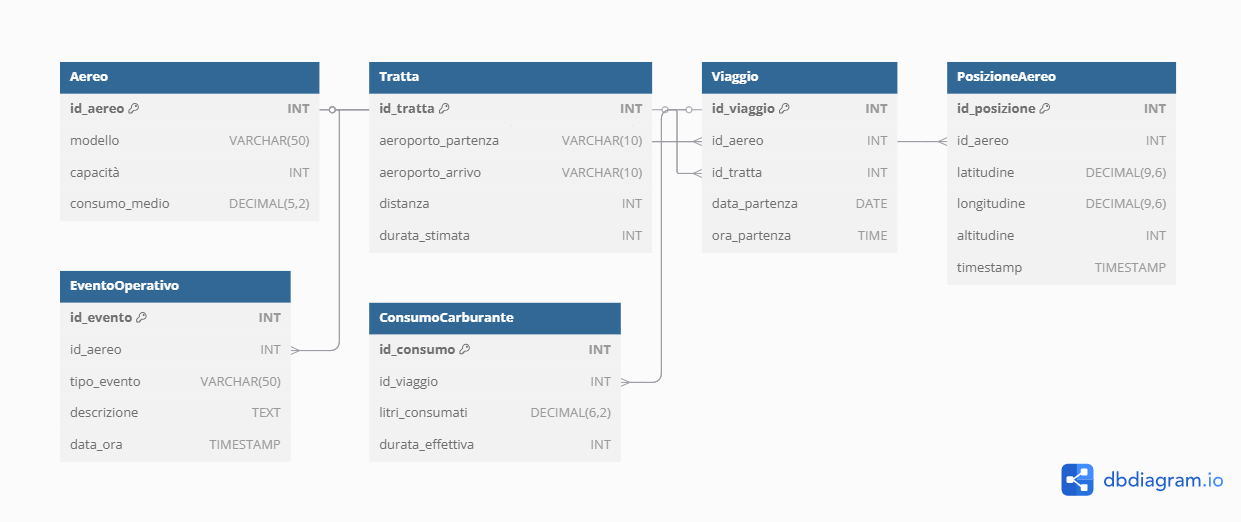 Aereo
id_aereo INT
modello VARCHAR(50)
capacità INT
consumo_medio DECIMAL(5,2)
Tratta
id_tratta INT
aeroporto_partenza VARCHAR(10)
aeroporto_arrivo VARCHAR(10)
distanza INT
durata_stimata INT
Viaggio
id_viaggio INT
id_aereo INT
id_tratta INT
data_partenza DATE
ora_partenza TIME
PosizioneAereo
id_posizione INT
id_aereo INT
latitudine DECIMAL(9,6)
longitudine DECIMAL(9,6)
altitudine INT
timestamp TIMESTAMP
EventoOperativo
id_evento INT
id_aereo INT
tipo_evento VARCHAR(50)
descrizione TEXT
data_ora TIMESTAMP
ConsumoCarburante
id_consumo INT
id_viaggio INT
litri_consumati DECIMAL(6,2)
durata_effettiva INT
dbdiagram.io